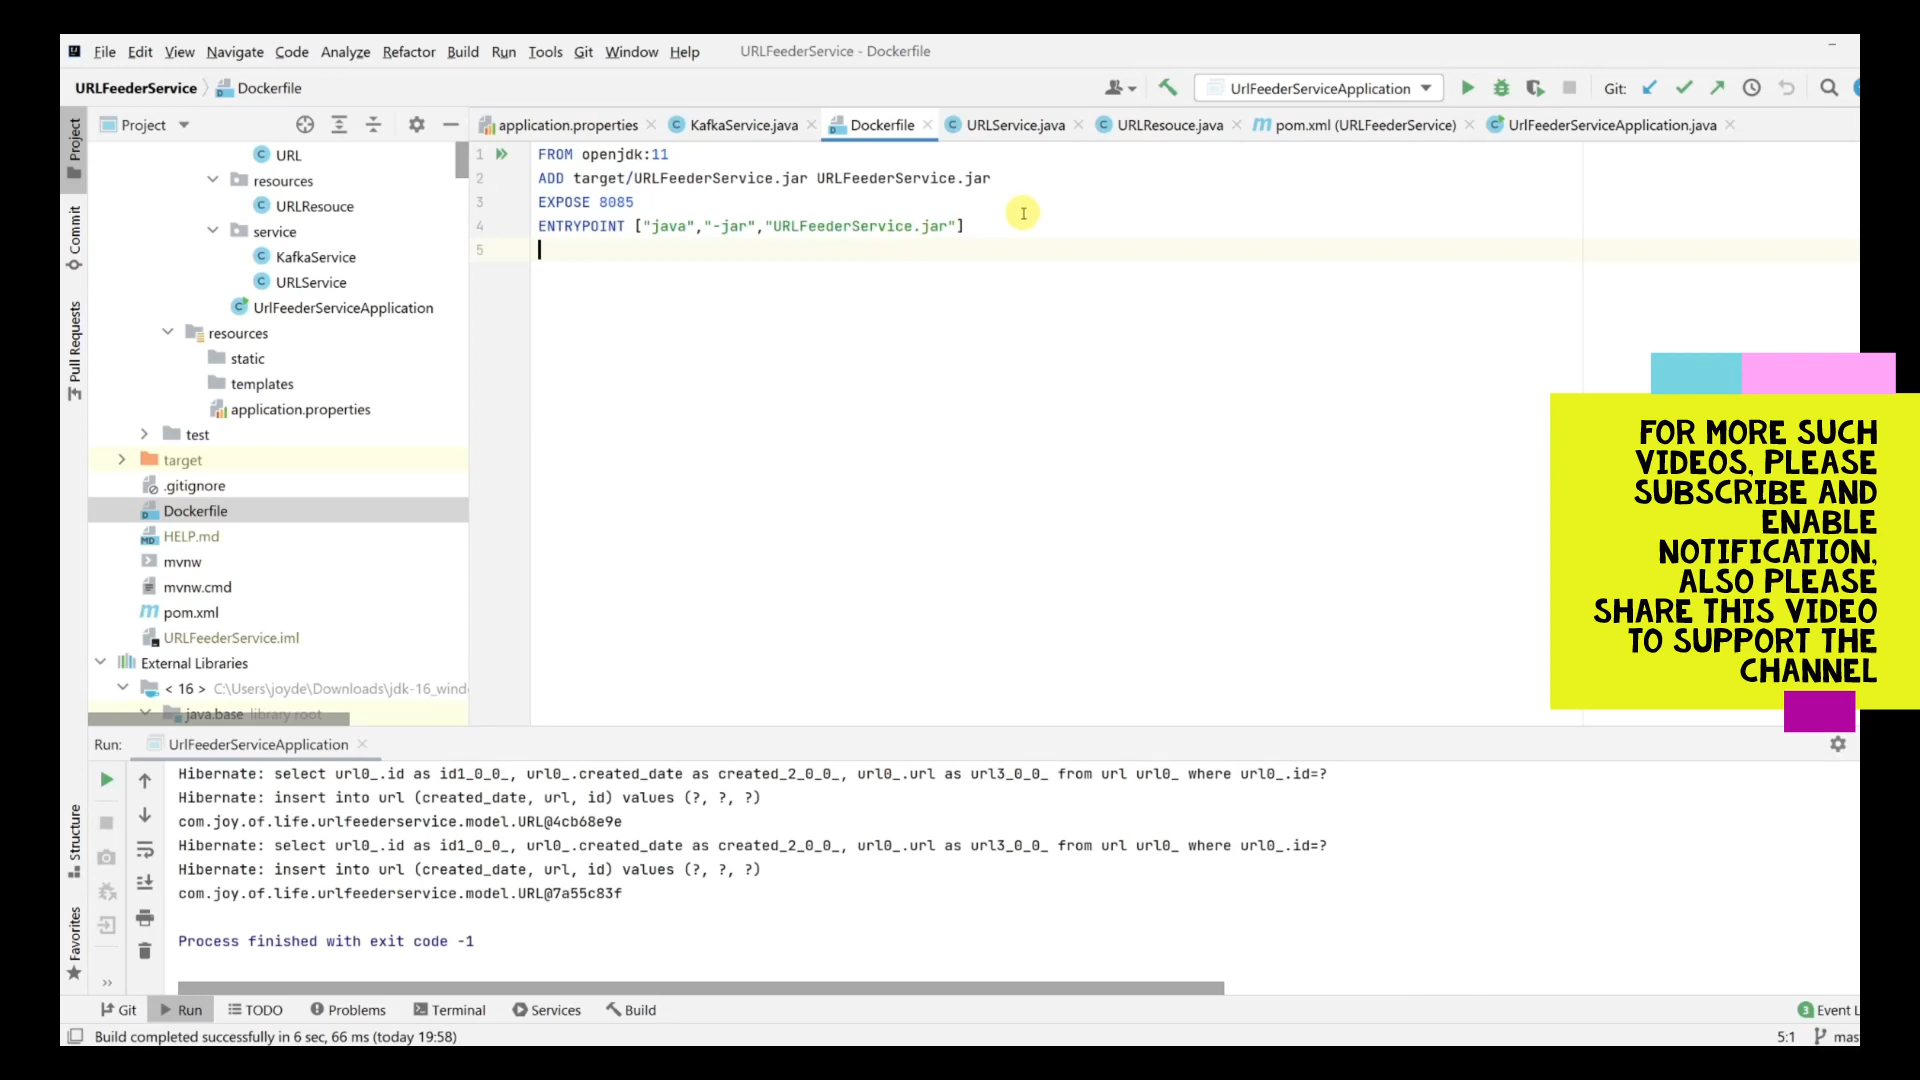 File Edit View Navigate Code Analyze Refactor Build Run Tools Git Window Help URLFeederService - Dockerfile
URLFeederService Dockerfile UrlFeederServiceApplication Git:
Project application.properties KafkaService.java Dockerfile URLService.java URLResouce.java pom.xml (URLFeederService) UrlFeederServiceApplication.java
Project
Commit
Pull Requests
Structure
Favorites
URL
resources
URLResouce
service
KafkaService
URLService
UrlFeederServiceApplication
resources
static
templates
application.properties
test
target
.gitignore
Dockerfile
HELP.md
mvnw
mvnw.cmd
pom.xml
URLFeederService.iml
External Libraries
< 16 > C:\Users\joyde\Downloads\jdk-16_wind
java.base library root
1 FROM openjdk:11
2 ADD target/URLFeederService.jar URLFeederService.jar
3 EXPOSE 8085
4 ENTRYPOINT ["java","-jar","URLFeederService.jar"]
5
FOR MORE SUCH
VIDEOS, PLEASE
SUBSCRIBE AND
ENABLE
NOTIFICATION,
ALSO PLEASE
SHARE THIS VIDEO
TO SUPPORT THE
CHANNEL
Run: UrlFeederServiceApplication
Hibernate: select url0_.id as id1_0_0_, url0_.created_date as created_2_0_0_, url0_.url as url3_0_0_ from url url0_ where url0_.id=?
Hibernate: insert into url (created_date, url, id) values (?, ?, ?)
com.joy.of.life.urlfeederservice.model.URL@4cb68e9e
Hibernate: select url0_.id as id1_0_0_, url0_.created_date as created_2_0_0_, url0_.url as url3_0_0_ from url url0_ where url0_.id=?
Hibernate: insert into url (created_date, url, id) values (?, ?, ?)
com.joy.of.life.urlfeederservice.model.URL@7a55c83f
Process finished with exit code -1
Git Run TODO Problems Terminal Services Build 3 Event L
Build completed successfully in 6 sec, 66 ms (today 19:58) 5:1 mas